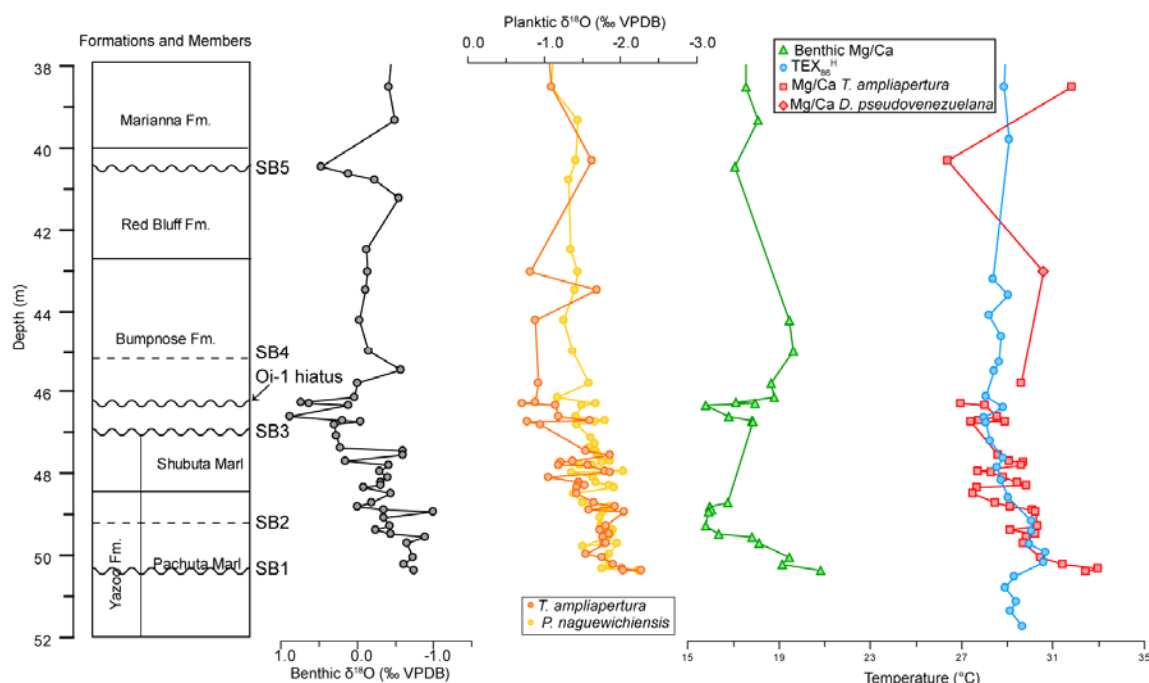 Planktic δ¹⁸O (‰ VPDB)
0.0 -1.0 -2.0 -3.0
Formations and Members
Benthic Mg/Ca
TEX₈₆ᴴ
Mg/Ca T. ampliapertura
Mg/Ca D. pseudovenezuelana
38
Marianna Fm.
40
SB5
Red Bluff Fm.
42
Depth (m)
44
Bumpnose Fm.
SB4
Oi-1 hiatus
46
SB3
Shubuta Marl
48
SB2
Yazoo Fm.
50
Pachuta Marl
SB1
T. ampliapertura
P. naguewichiensis
52
1.0 0.0 -1.0
15 19 23 27 31 35
Benthic δ¹⁸O (‰ VPDB)
Temperature (°C)